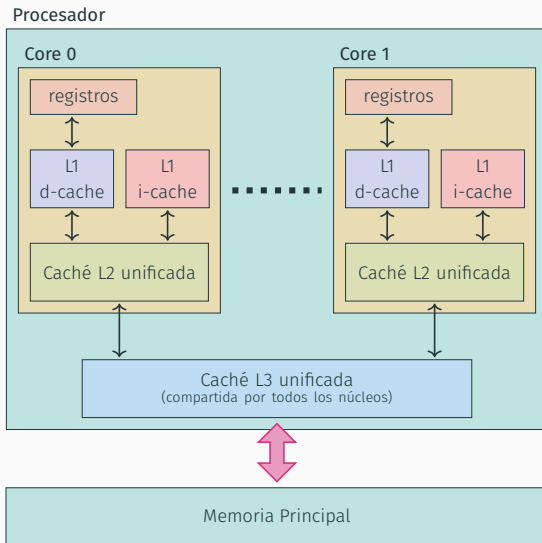 Procesador
Core 0
Core 1
registros
registros
L1
d-cache
L1
i-cache
L1
d-cache
L1
i-cache
Caché L2 unificada
Caché L2 unificada
Caché L3 unificada
(compartida por todos los núcleos)
Memoria Principal